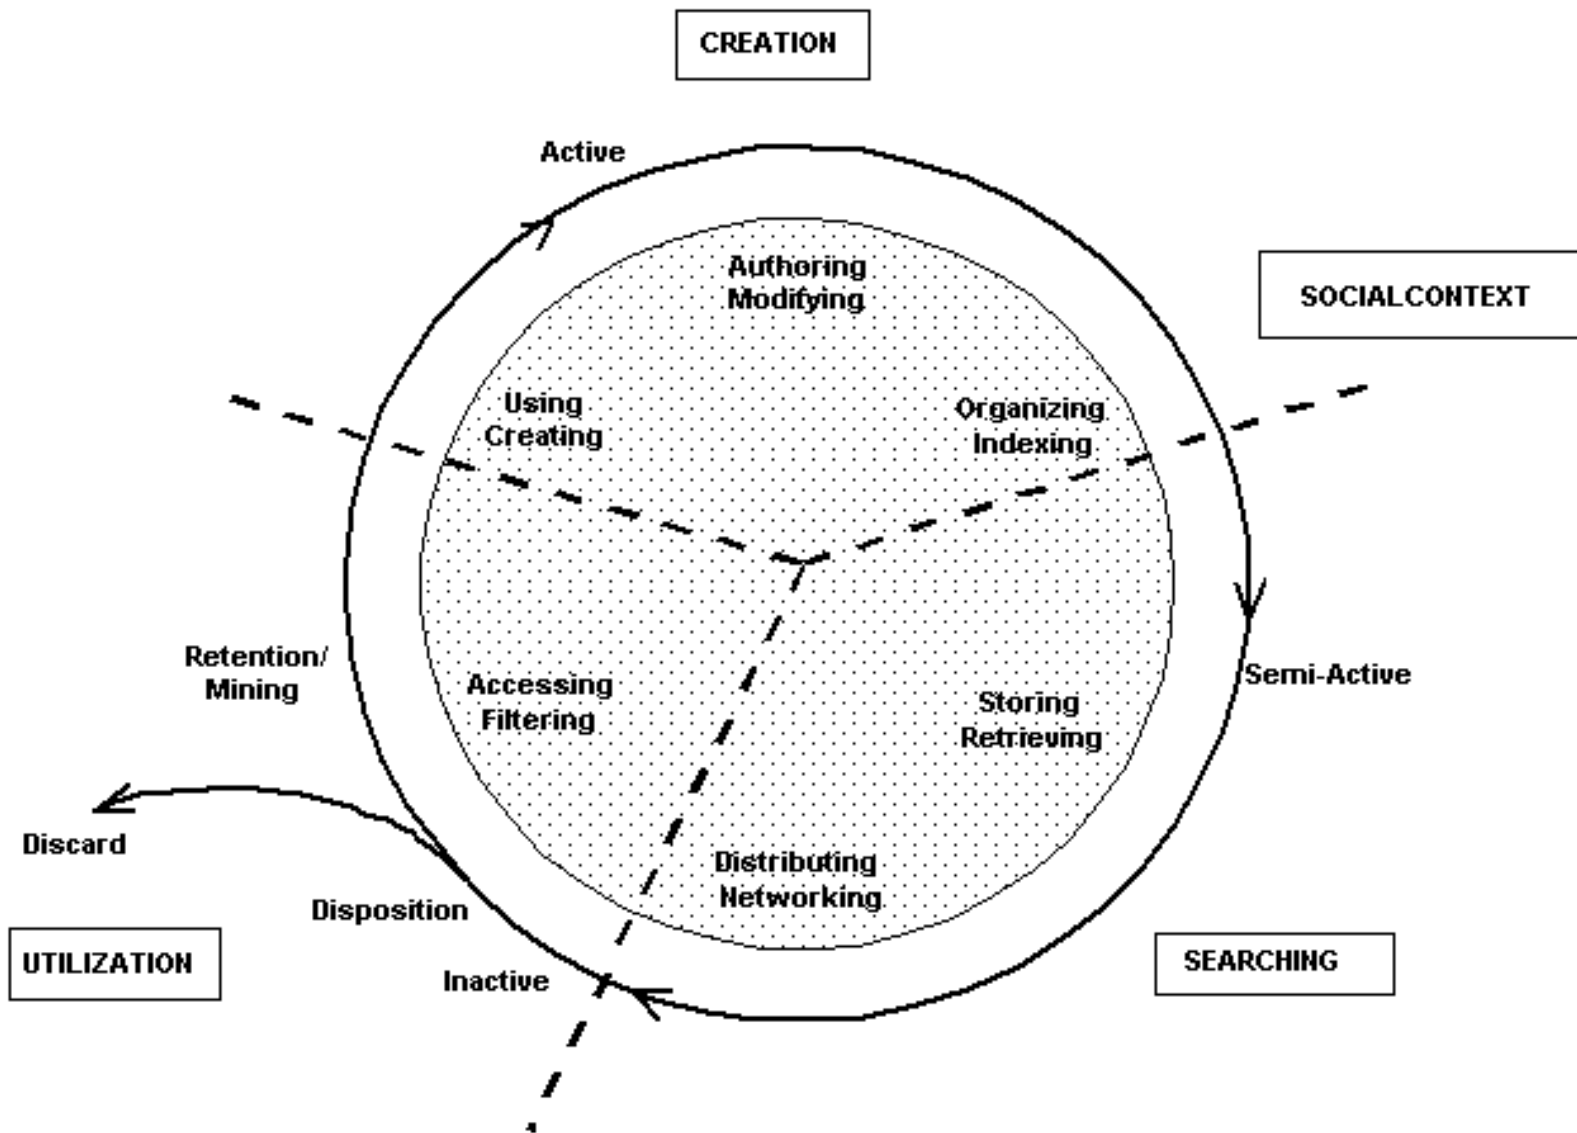 CREATION
Active
Authoring
Modifying
SOCIALCONTEXT
Using
Creating
Organizing
Indexing
Retention/
Mining
Accessing
Filtering
Semi-Active
Storing
Retrieving
Discard
Distributing
Networking
Disposition
UTILIZATION
Inactive
SEARCHING